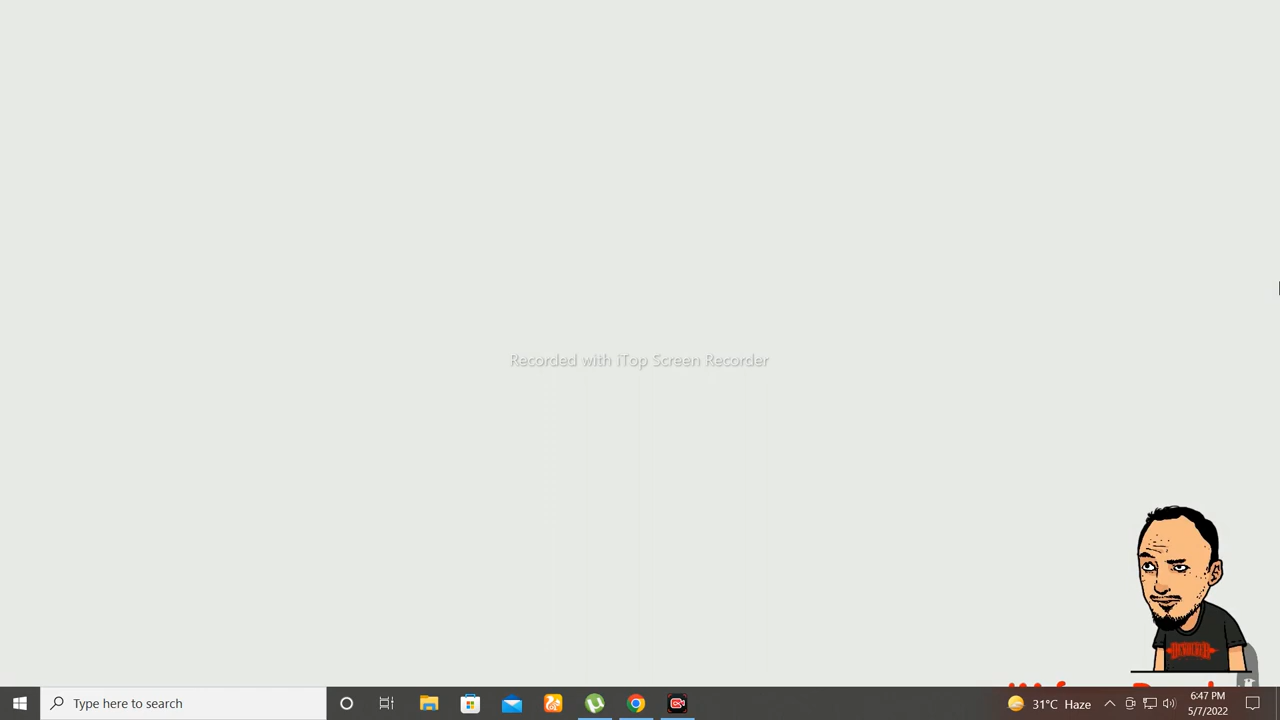 Recorded with iTop Screen Recorder
Type here to search
31°C Haze
6:47 PM
5/7/2022